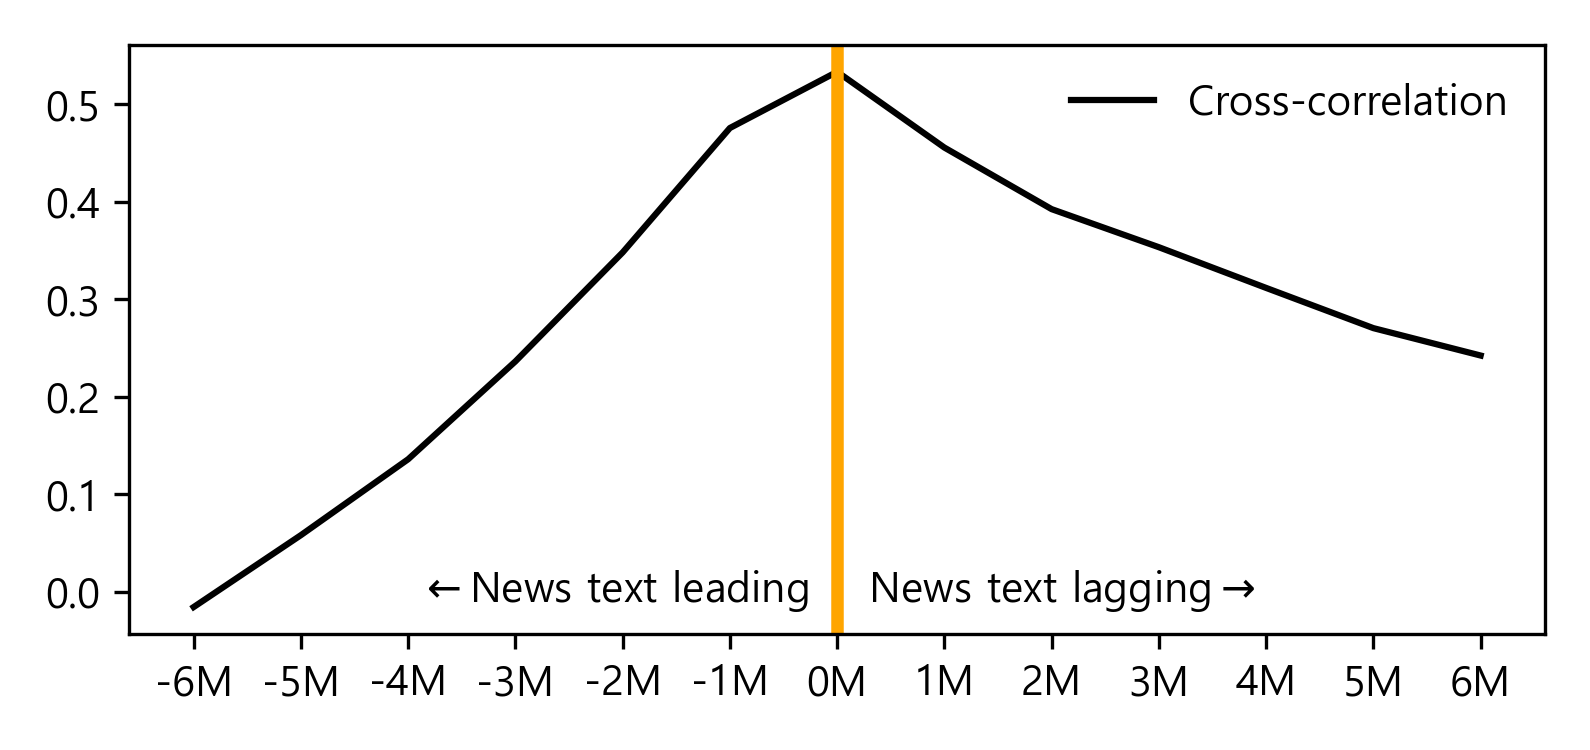 Cross-correlation
0.5
0.4
0.3
0.2
0.1
0.0
←News text leading
News text lagging→
-6M -5M -4M -3M -2M -1M 0M 1M 2M 3M 4M 5M 6M